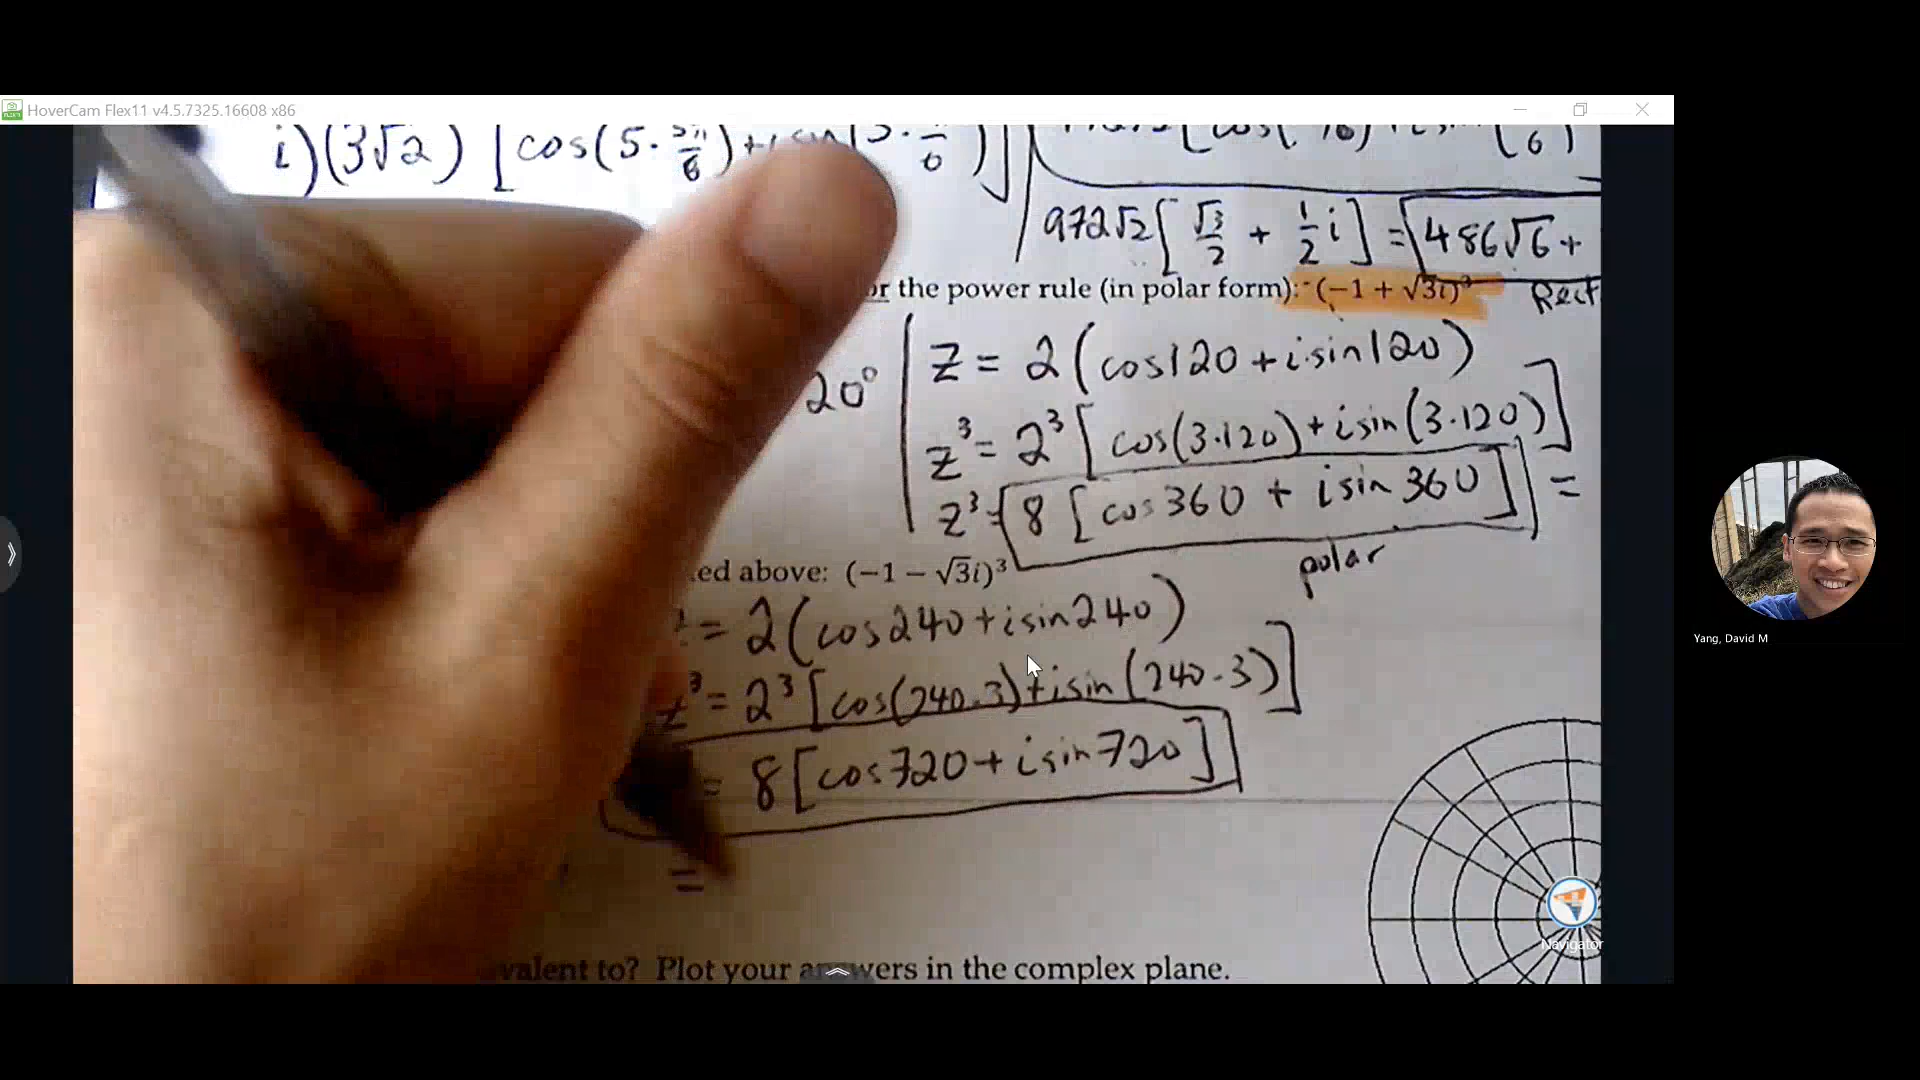 HoverCam Flex11 v4.5.7325.16608 x86
i)(3√2) [cos(5·5π/6)+i
972√2[√3/2 + 1/2 i] = 486√6 +
or the power rule (in polar form): (−1 + √3i)³
Rect
20°
z = 2(cos120 + isin120)
z³ = 2³[cos(3·120) + isin(3·120)]
z³ = 8[cos360 + isin360] =
polar
ed above: (−1 − √3i)³
= 2(cos240 + isin240)
z³ = 2³[cos(240·3) + isin(240·3)]
= 8[cos720 + isin720]
=
Yang, David M
Navigator
valent to? Plot your answers in the complex plane.